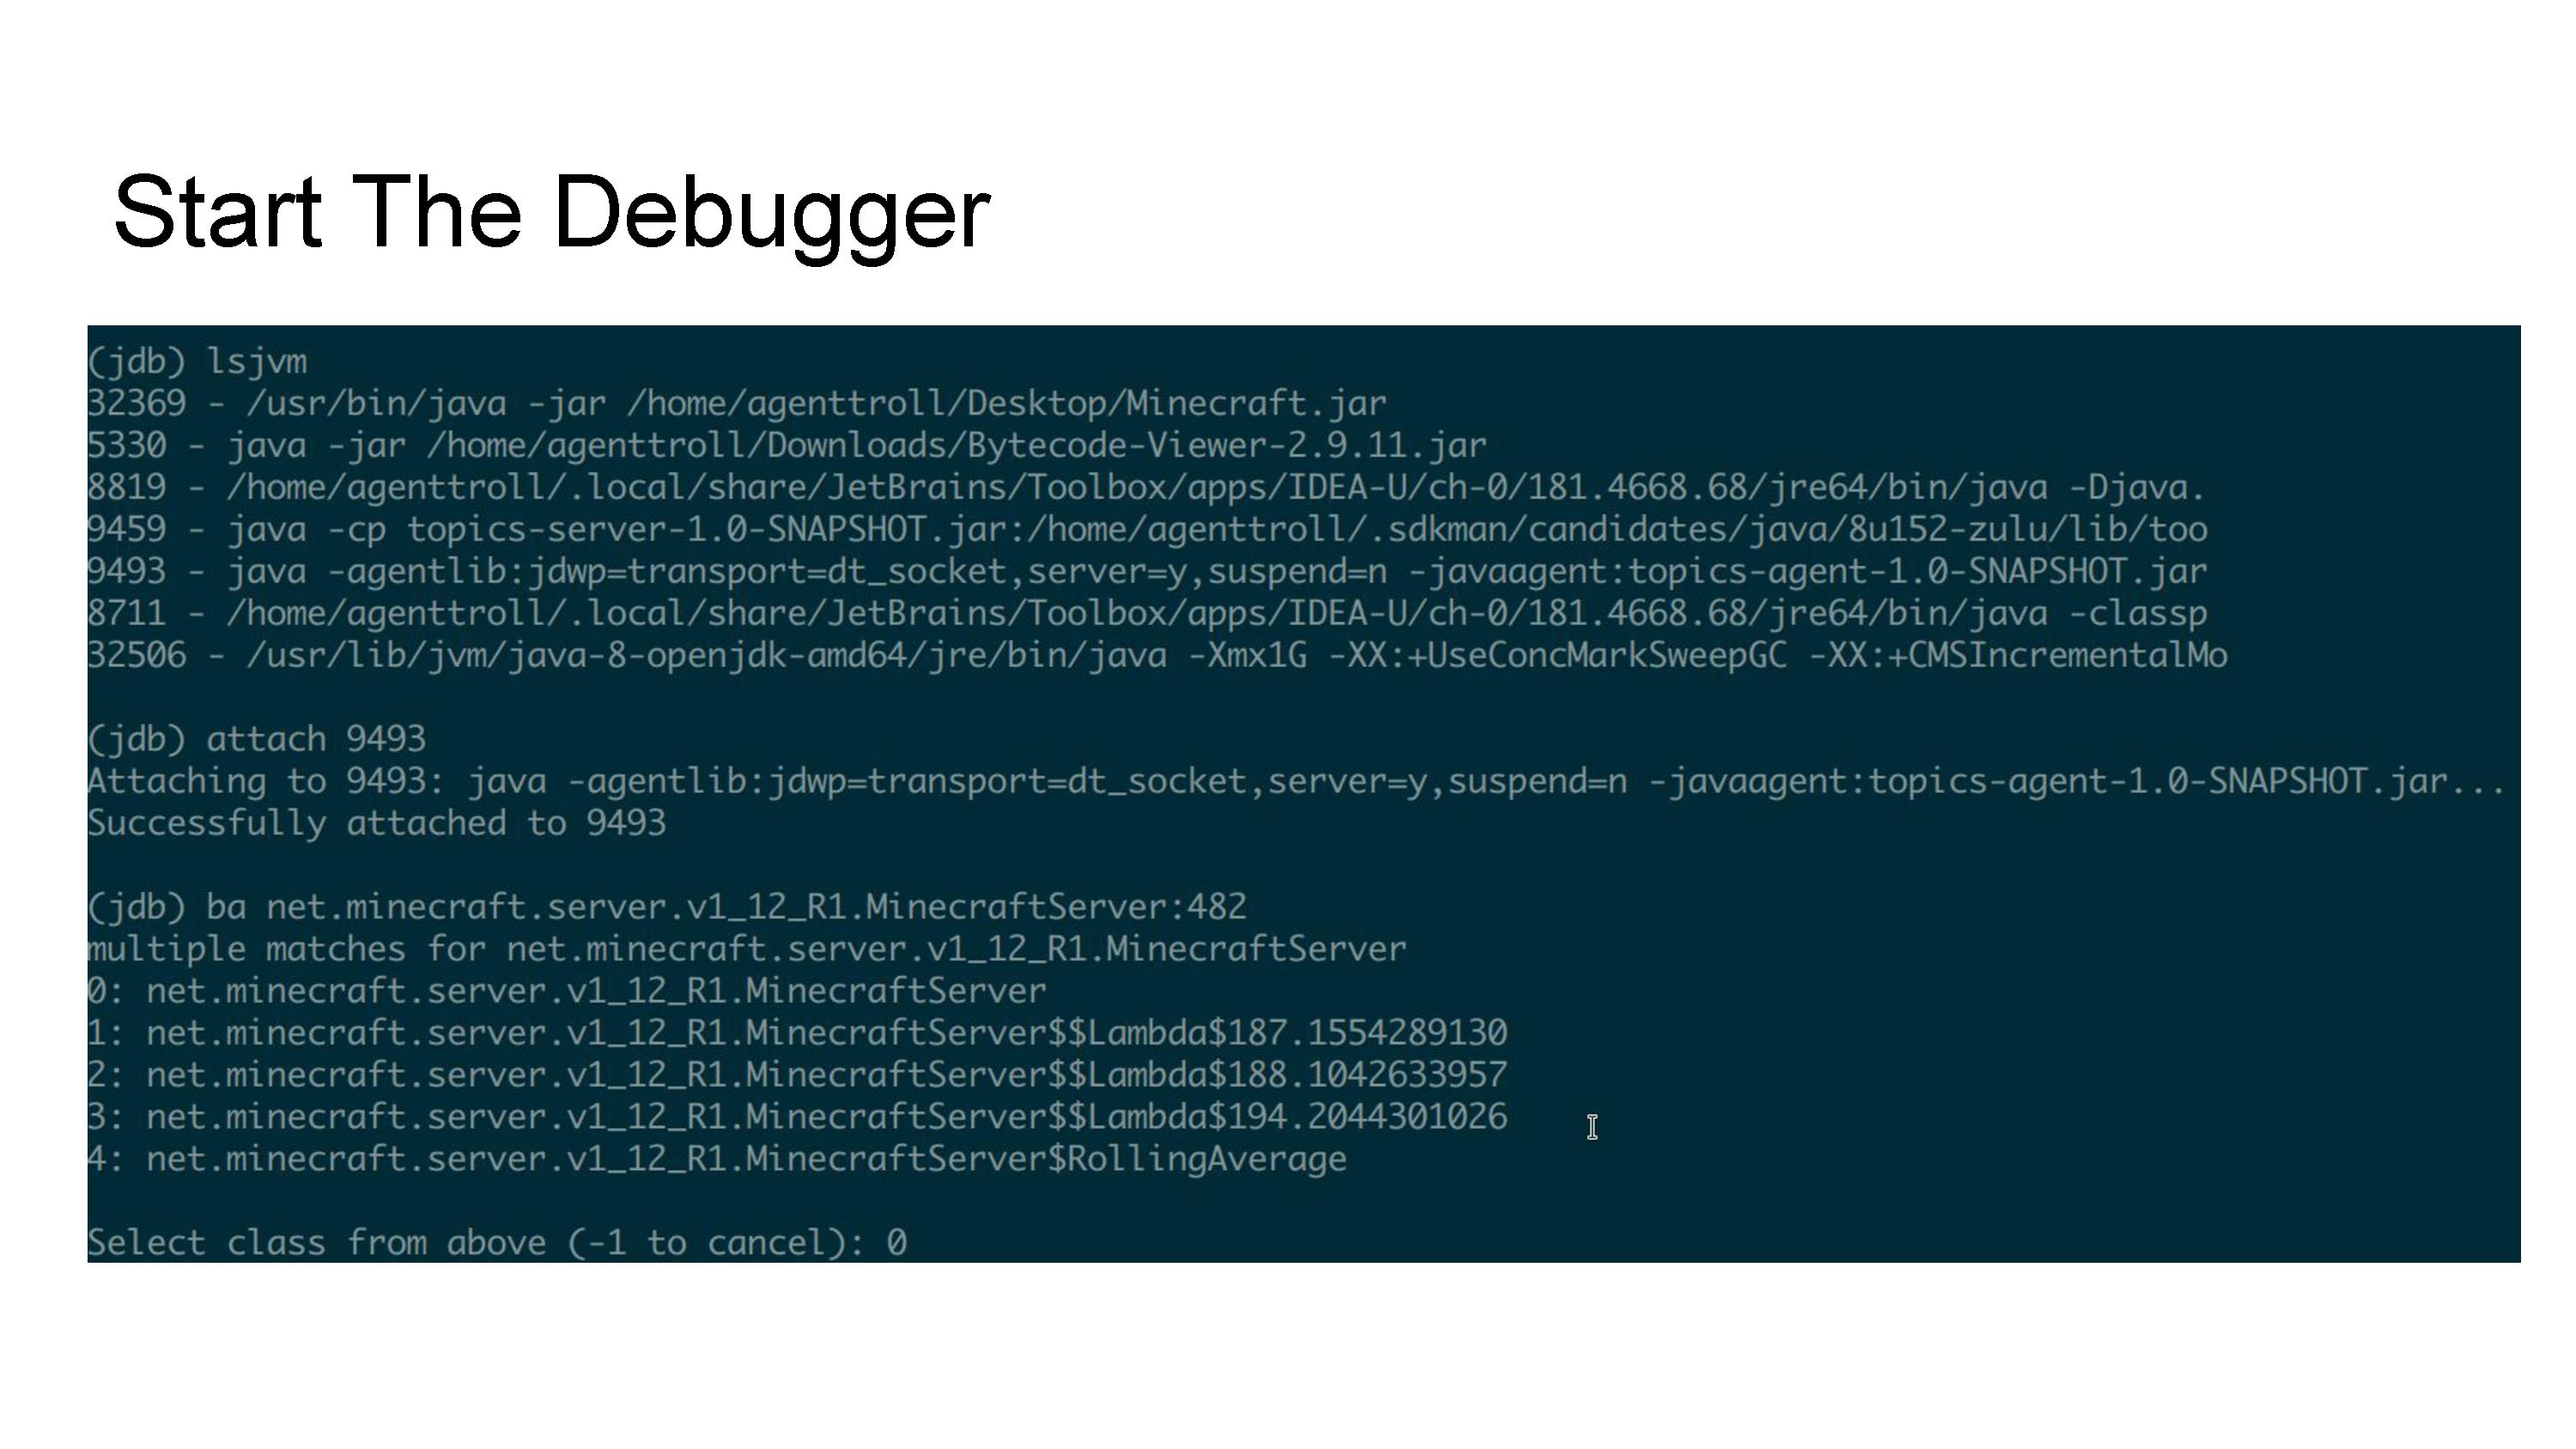 Start The Debugger
(jdb) lsjvm
32369 - /usr/bin/java -jar /home/agenttroll/Desktop/Minecraft.jar
5330 - java -jar /home/agenttroll/Downloads/Bytecode-Viewer-2.9.11.jar
8819 - /home/agenttroll/.local/share/JetBrains/Toolbox/apps/IDEA-U/ch-0/181.4668.68/jre64/bin/java -Djava.
9459 - java -cp topics-server-1.0-SNAPSHOT.jar:/home/agenttroll/.sdkman/candidates/java/8u152-zulu/lib/too
9493 - java -agentlib:jdwp=transport=dt_socket,server=y,suspend=n -javaagent:topics-agent-1.0-SNAPSHOT.jar
8711 - /home/agenttroll/.local/share/JetBrains/Toolbox/apps/IDEA-U/ch-0/181.4668.68/jre64/bin/java -classp
32506 - /usr/lib/jvm/java-8-openjdk-amd64/jre/bin/java -Xmx1G -XX:+UseConcMarkSweepGC -XX:+CMSIncrementalMo
(jdb) attach 9493
Attaching to 9493: java -agentlib:jdwp=transport=dt_socket,server=y,suspend=n -javaagent:topics-agent-1.0-SNAPSHOT.jar...
Successfully attached to 9493
(jdb) ba net.minecraft.server.v1_12_R1.MinecraftServer:482
multiple matches for net.minecraft.server.v1_12_R1.MinecraftServer
0: net.minecraft.server.v1_12_R1.MinecraftServer
1: net.minecraft.server.v1_12_R1.MinecraftServer$$Lambda$187.1554289130
2: net.minecraft.server.v1_12_R1.MinecraftServer$$Lambda$188.1042633957
3: net.minecraft.server.v1_12_R1.MinecraftServer$$Lambda$194.2044301026
4: net.minecraft.server.v1_12_R1.MinecraftServer$RollingAverage
Select class from above (-1 to cancel): 0